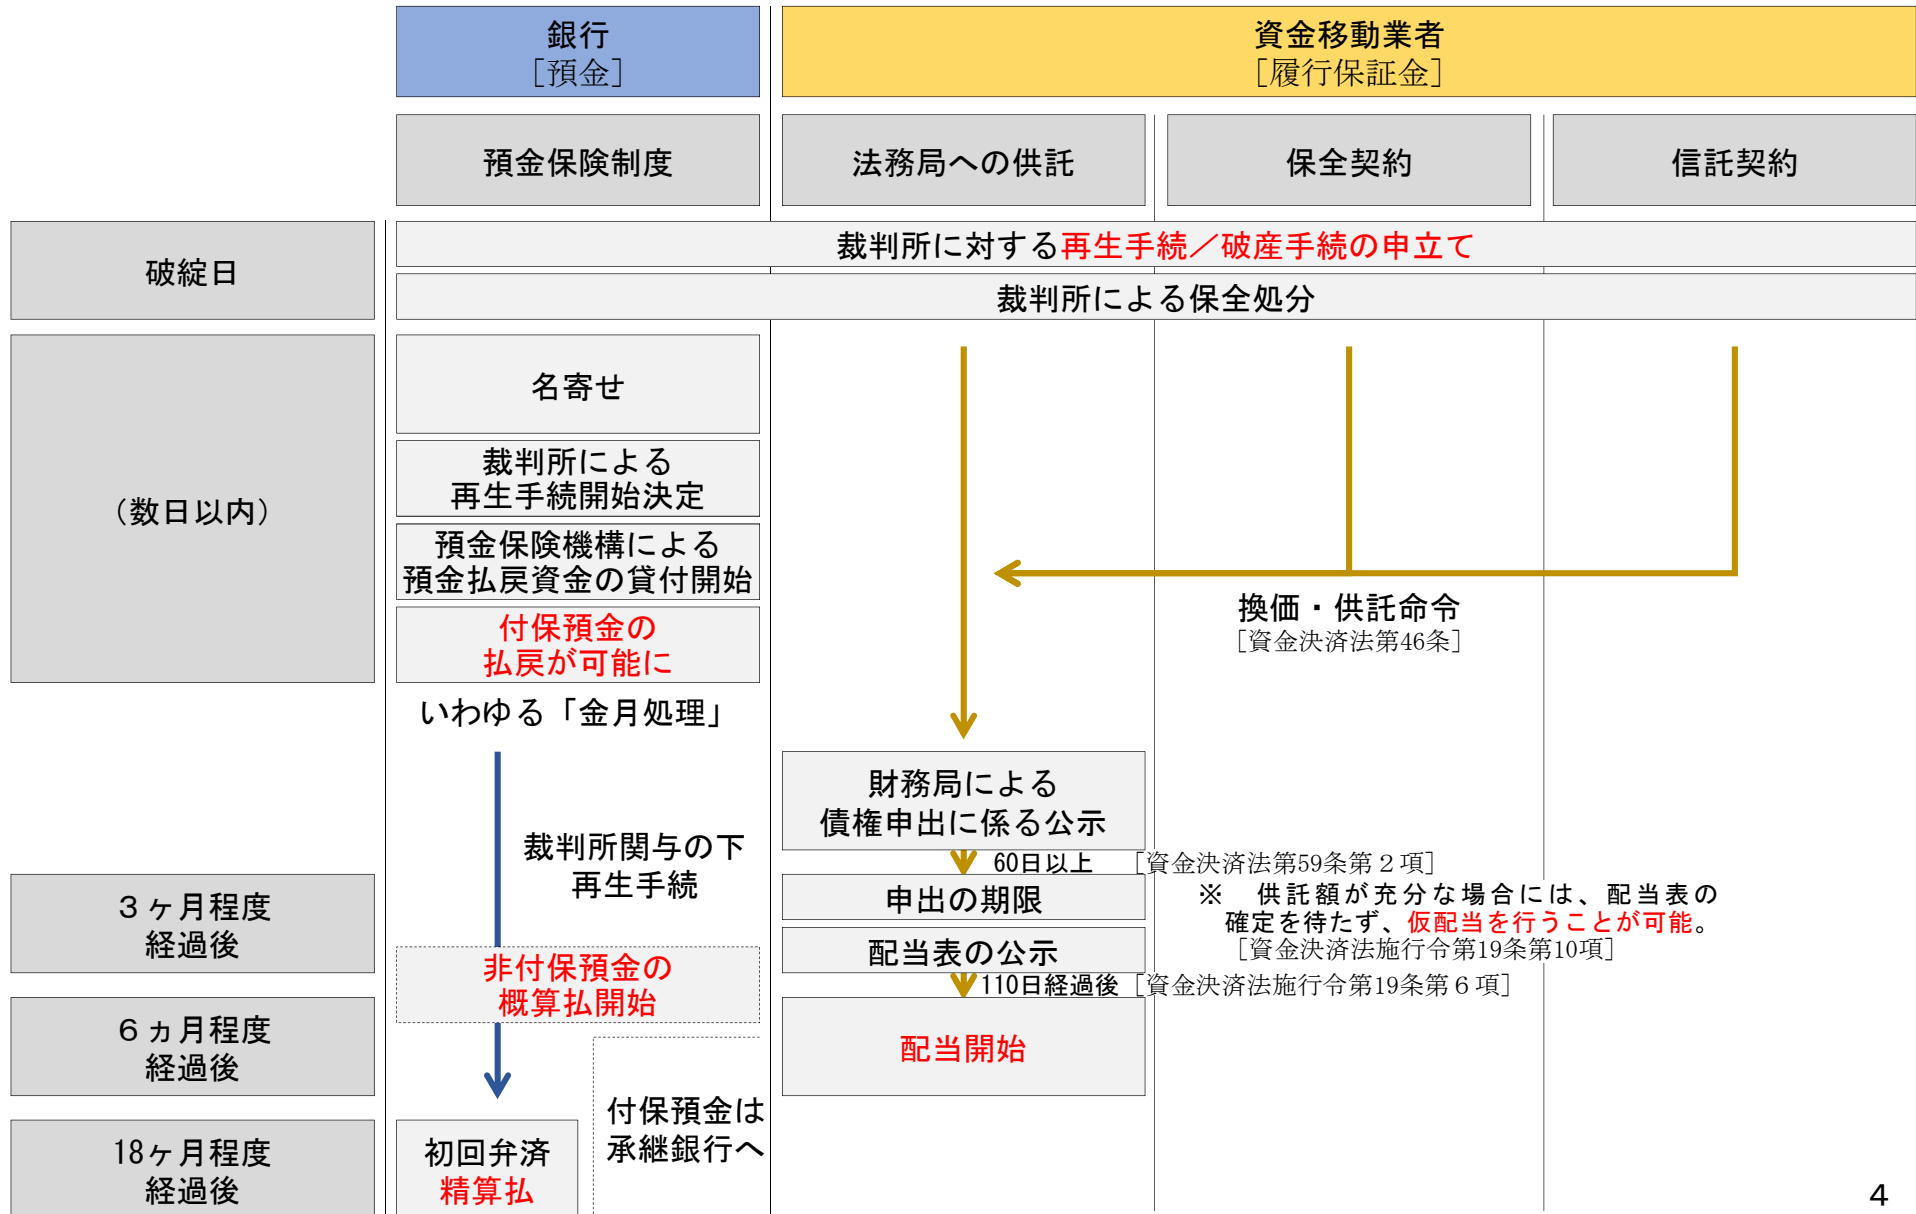 銀行
［預金］
資金移動業者
［履行保証金］
預金保険制度
法務局への供託
保全契約
信託契約
破綻日
裁判所に対する再生手続／破産手続の申立て
裁判所による保全処分
（数日以内）
名寄せ
裁判所による
再生手続開始決定
預金保険機構による
預金払戻資金の貸付開始
付保預金の
払戻が可能に
いわゆる「金月処理」
換価・供託命令
［資金決済法第46条］
裁判所関与の下
再生手続
財務局による
債権申出に係る公示
60日以上 ［資金決済法第59条第２項］
３ヶ月程度
経過後
申出の期限
配当表の公示
※ 供託額が充分な場合には、配当表の
確定を待たず、仮配当を行うことが可能。
［資金決済法施行令第19条第10項］
110日経過後［資金決済法施行令第19条第６項］
非付保預金の
概算払開始
６ヵ月程度
経過後
配当開始
付保預金は
承継銀行へ
18ヶ月程度
経過後
初回弁済
精算払
4